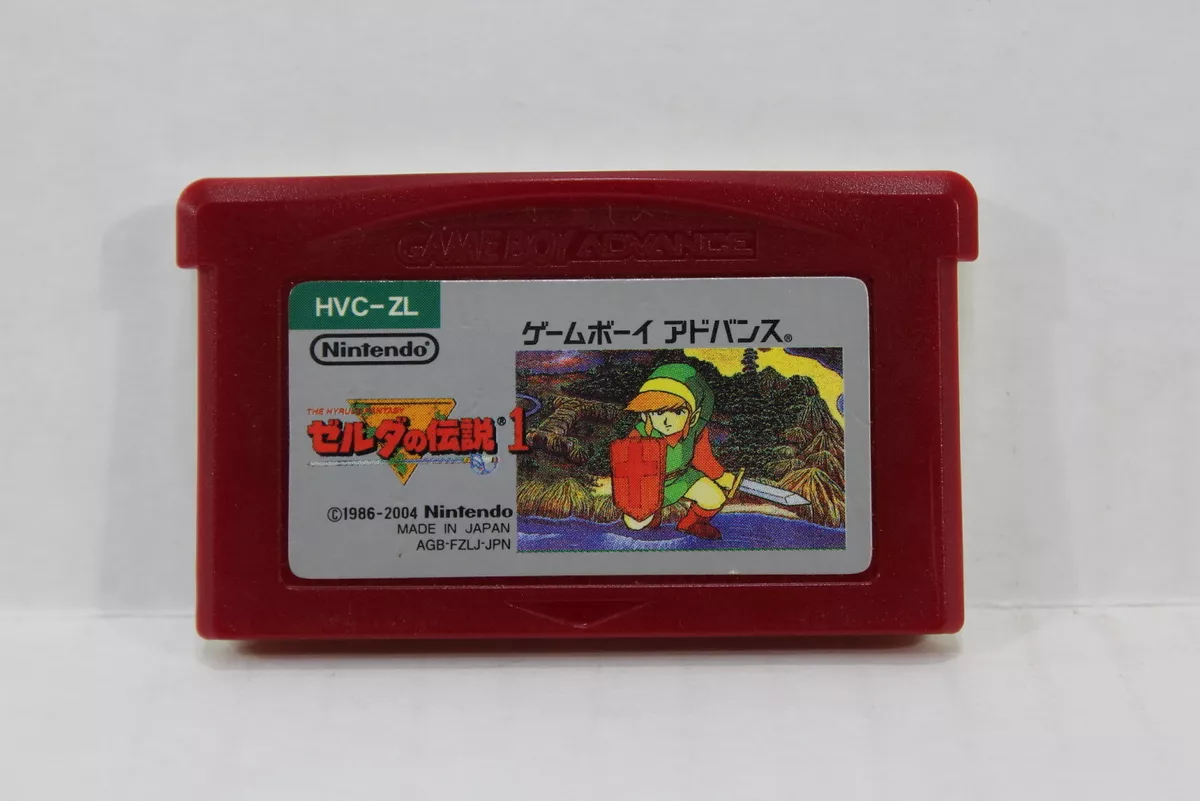 GAME BOY ADVANCE
HVC-ZL
Nintendo®
ゲームボーイ アドバンス®
THE HYRULE FANTASY
ゼルダの伝説®1
©1986-2004 Nintendo
MADE IN JAPAN
AGB-FZLJ-JPN